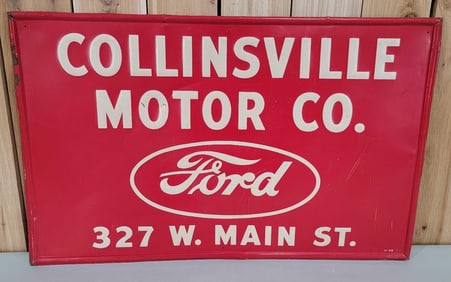 COLLINSVILLE
MOTOR CO.
Ford
327 W. MAIN ST.